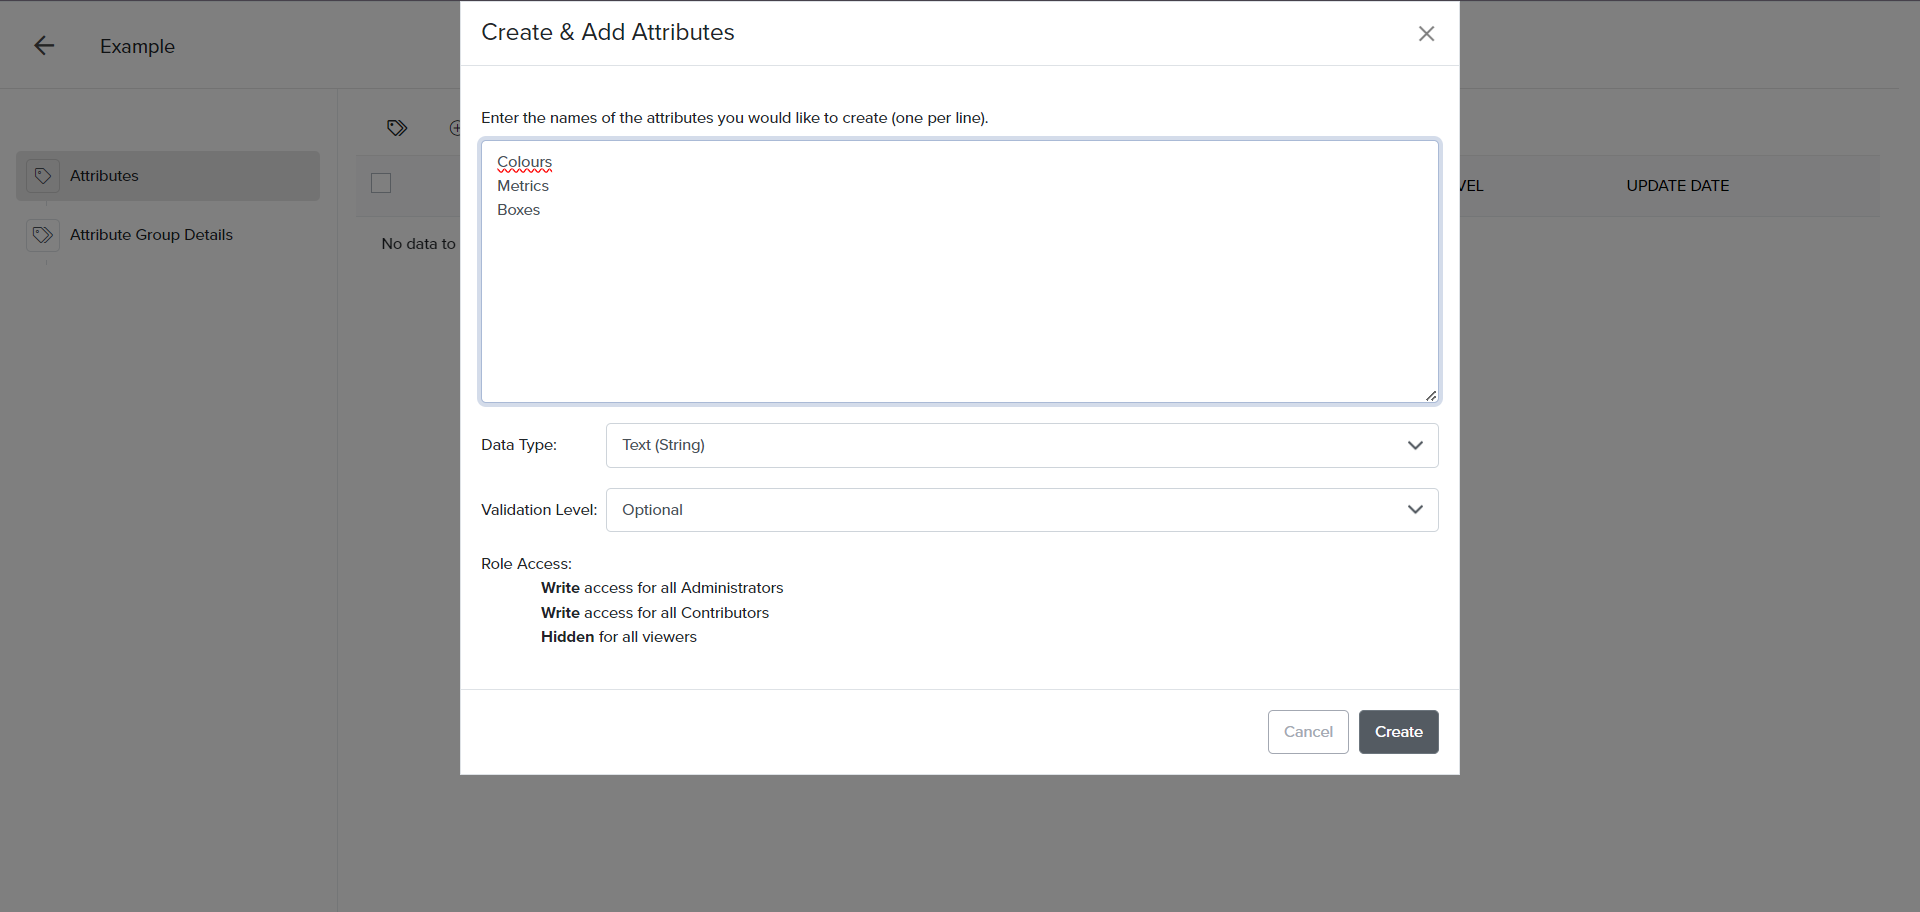 Create & Add Attributes
Example
Enter the names of the attributes you would like to create (one per line).
Colours
Metrics
Boxes
Attributes
Attribute Group Details
UPDATE DATE
No data to
Data Type:
Text (String)
Validation Level:
Optional
Role Access:
Write access for all Administrators
Write access for all Contributors
Hidden for all viewers
Cancel
Create